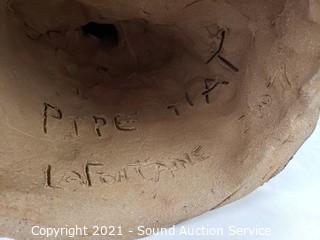 PIPE
LAFONTAINE
Copyright 2021 - Sound Auction Service